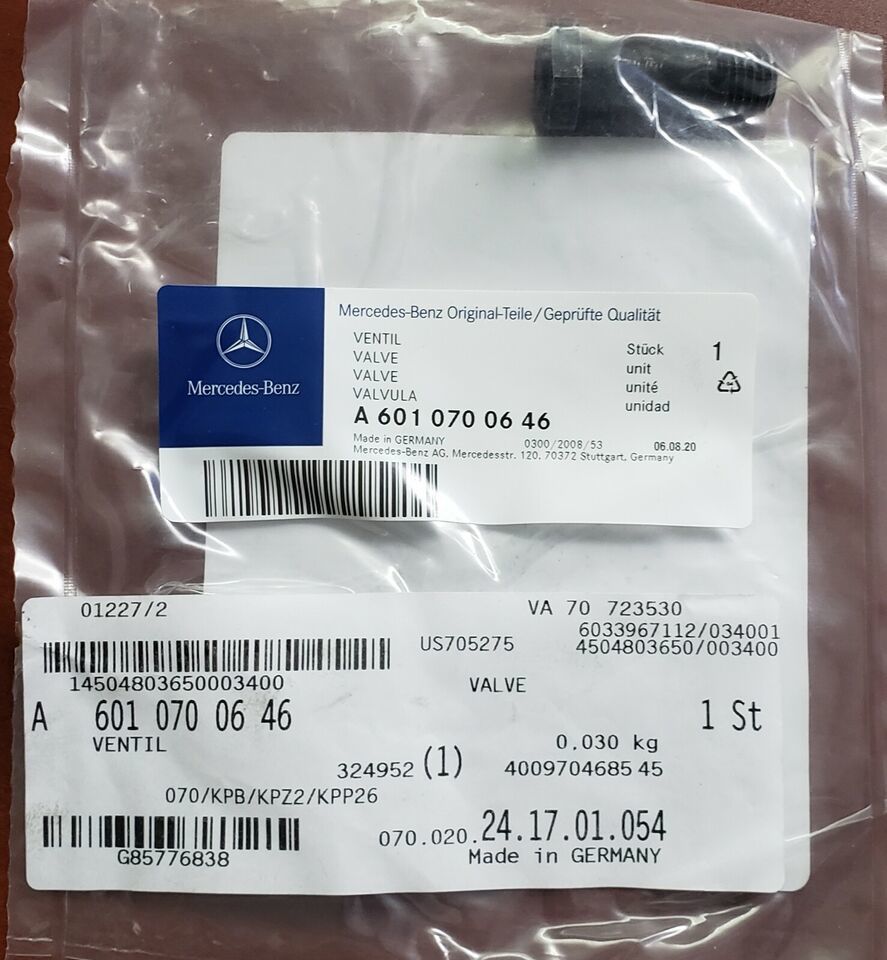 Mercedes-Benz Original-Teile/Geprüfte Qualität
Mercedes-Benz
VENTIL
VALVE
VALVE
VALVULA
Stück 1
unit
unité
unidad
A 601 070 06 46
Made in GERMANY 0300/2008/53 06.08.20
Mercedes-Benz AG, Mercedesstr. 120, 70372 Stuttgart, Germany
01227/2 VA 70 723530
6033967112/034001
US705275 4504803650/003400
14504803650003400 VALVE
A 601 070 06 46 1 St
VENTIL 0,030 kg
324952 (1) 4009704685 45
070/KPB/KPZ2/KPP26
070.020.24.17.01.054
G85776838 Made in GERMANY